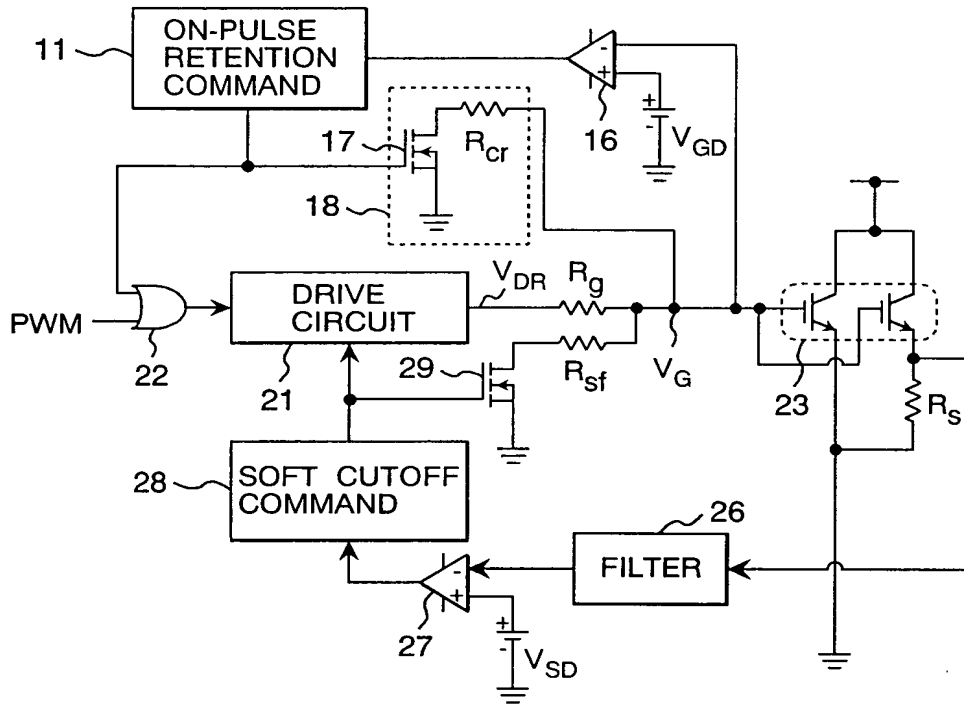 11
ON-PULSE
RETENTION
COMMAND
-
+
16
+
-
V_GD
17
R_cr
18
PWM
22
DRIVE
CIRCUIT
21
V_DR
R_g
R_sf
29
V_G
23
R_s
28
SOFT CUTOFF
COMMAND
27
-
+
+
-
V_SD
26
FILTER